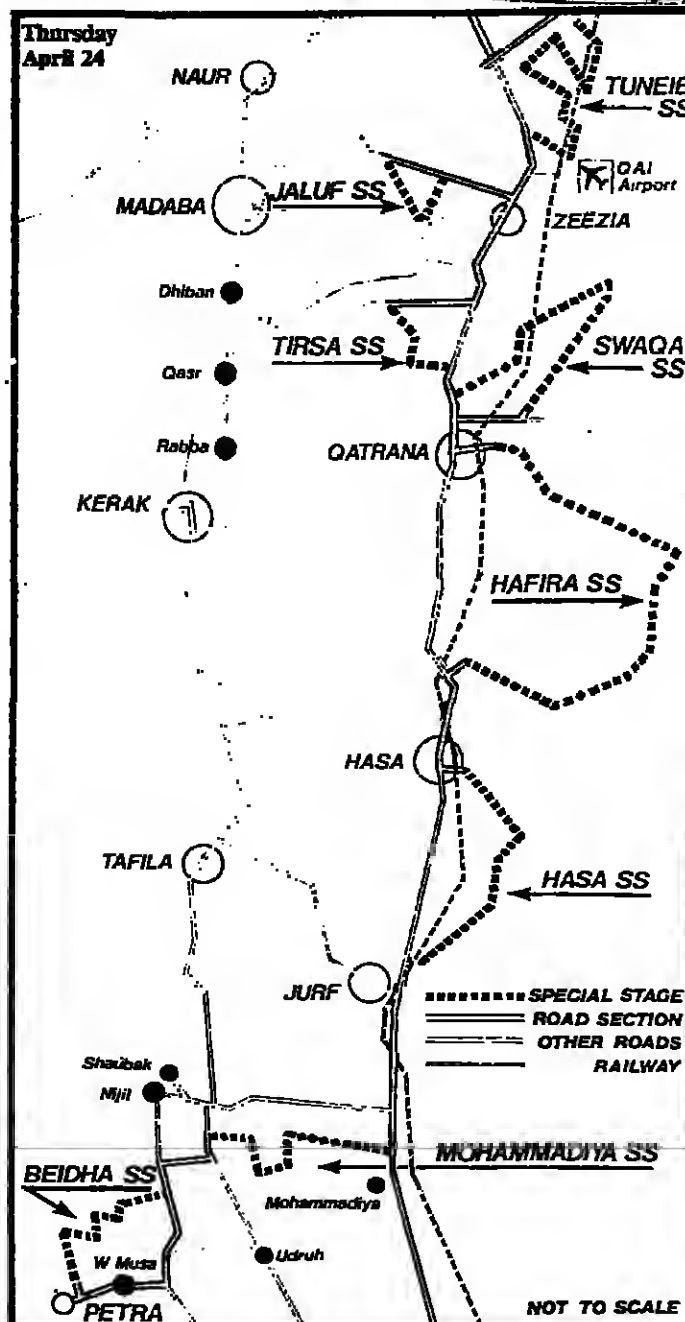 Thursday
April 24
NAUR
TUNEIB
SS
QAI
Airport
MADABA
JALUF SS
ZEEZIA
Dhiban
TIRSA SS
SWAQA
SS
Qasr
Rabba
QATRANA
KERAK
HAFIRA SS
HASA
TAFILA
HASA SS
JURF
SPECIAL STAGE
ROAD SECTION
OTHER ROADS
RAILWAY
Shaubak
Nijil
MOHAMMADIYA SS
BEIDHA SS
Mohammadiya
Udruh
W Musa
PETRA
NOT TO SCALE